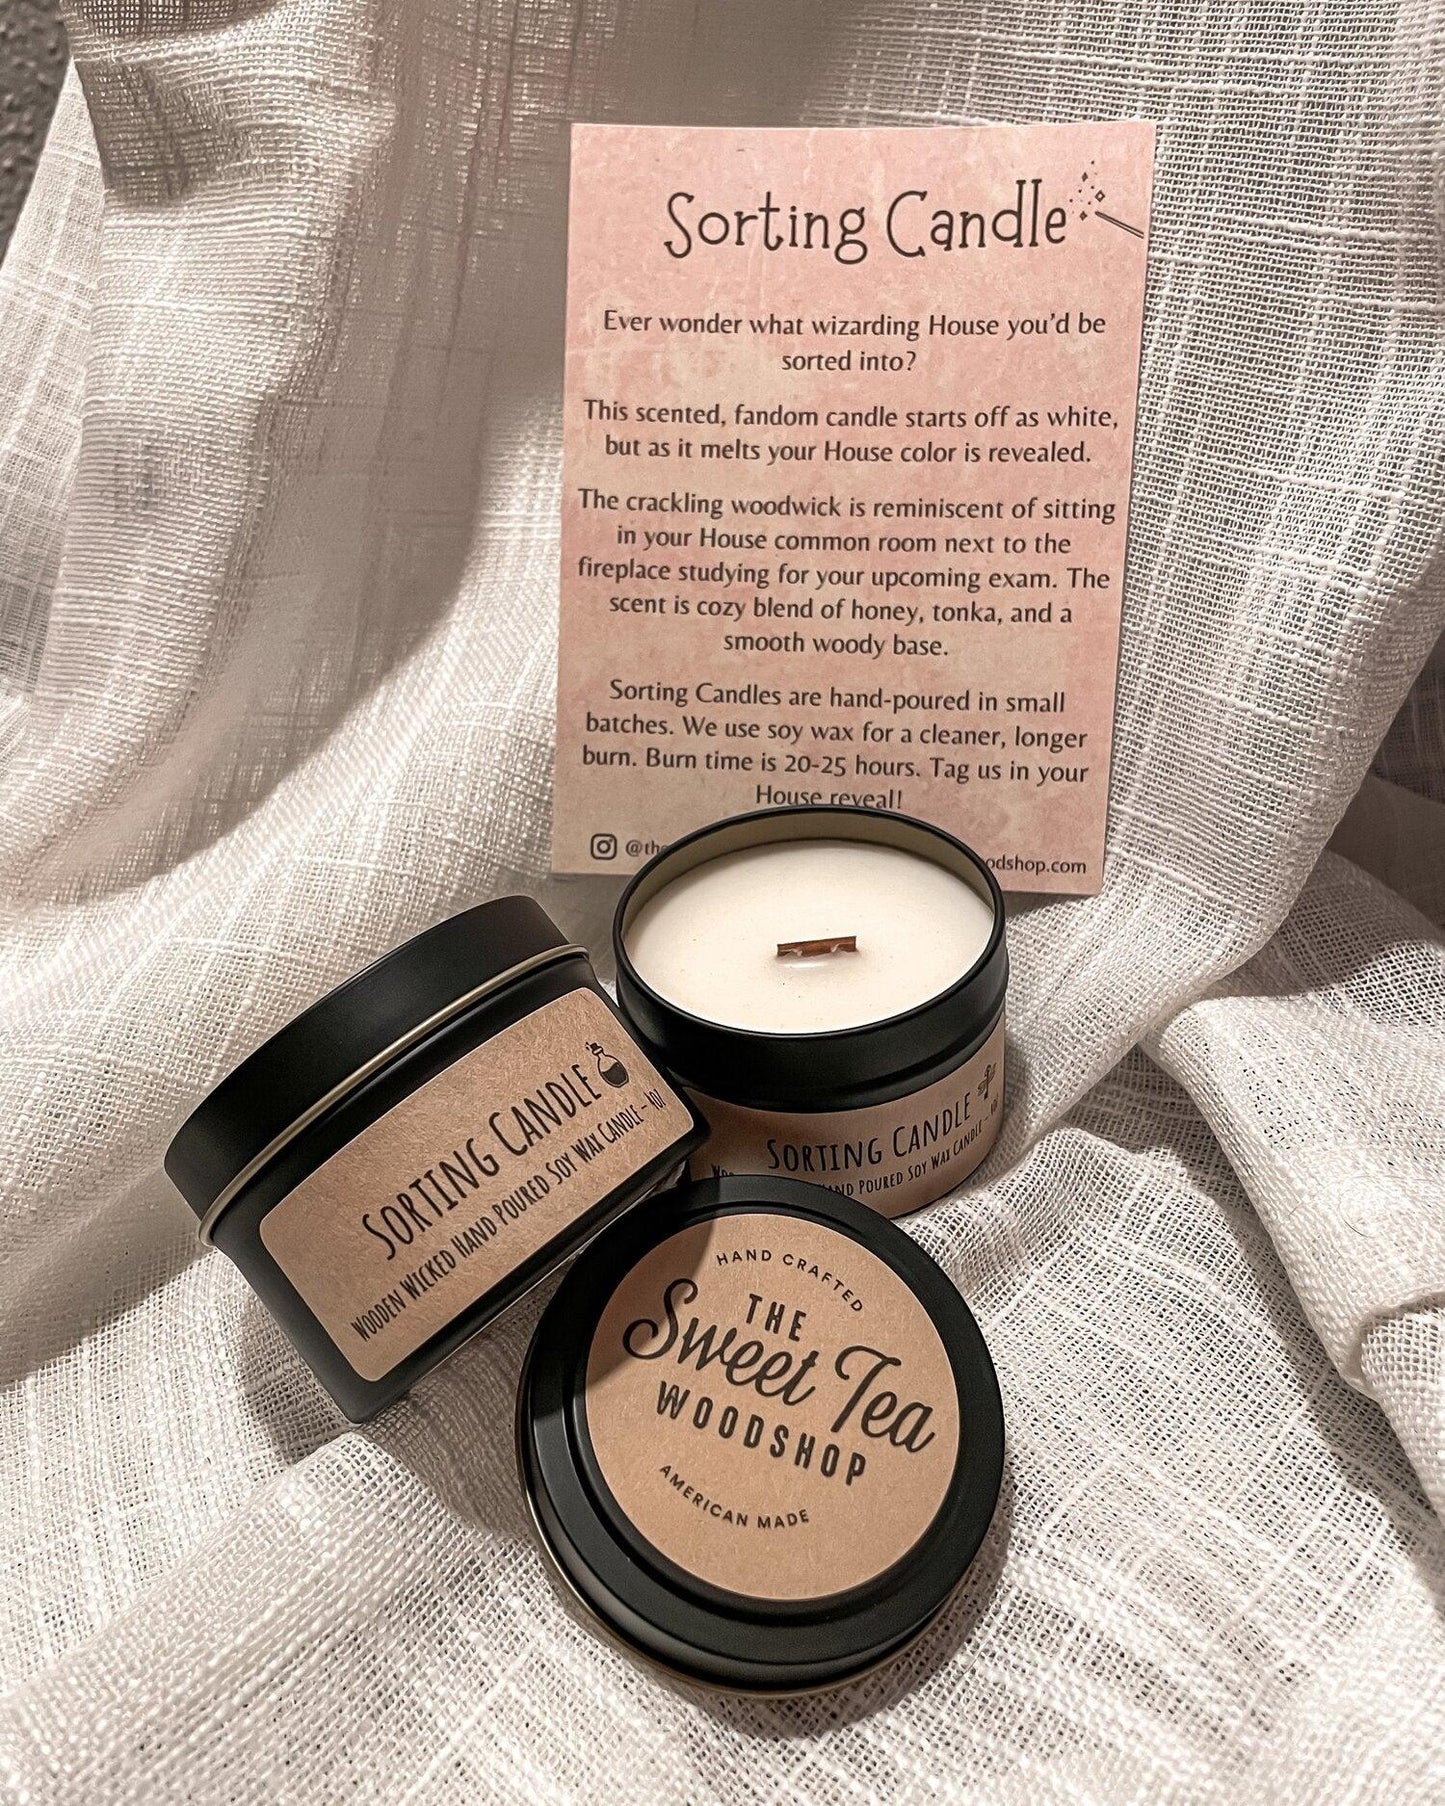 Sorting Candle
Ever wonder what wizarding House you'd be
sorted into?
This scented, fandom candle starts off as white,
but as it melts your House color is revealed.
The crackling woodwick is reminiscent of sitting
in your House common room next to the
fireplace studying for your upcoming exam. The
scent is cozy blend of honey, tonka, and a
smooth woody base.
Sorting Candles are hand-poured in small
batches. We use soy wax for a cleaner, longer
burn. Burn time is 20-25 hours. Tag us in your
House reveal!
@the
odshop.com
SORTING CANDLE
WOODEN WICKED HAND POURED SOY WAX CANDLE –
SORTING CANDLE
POURED SOY WAX CANDLE –
HAND CRAFTED
THE
Sweet Tea
WOODSHOP
AMERICAN MADE